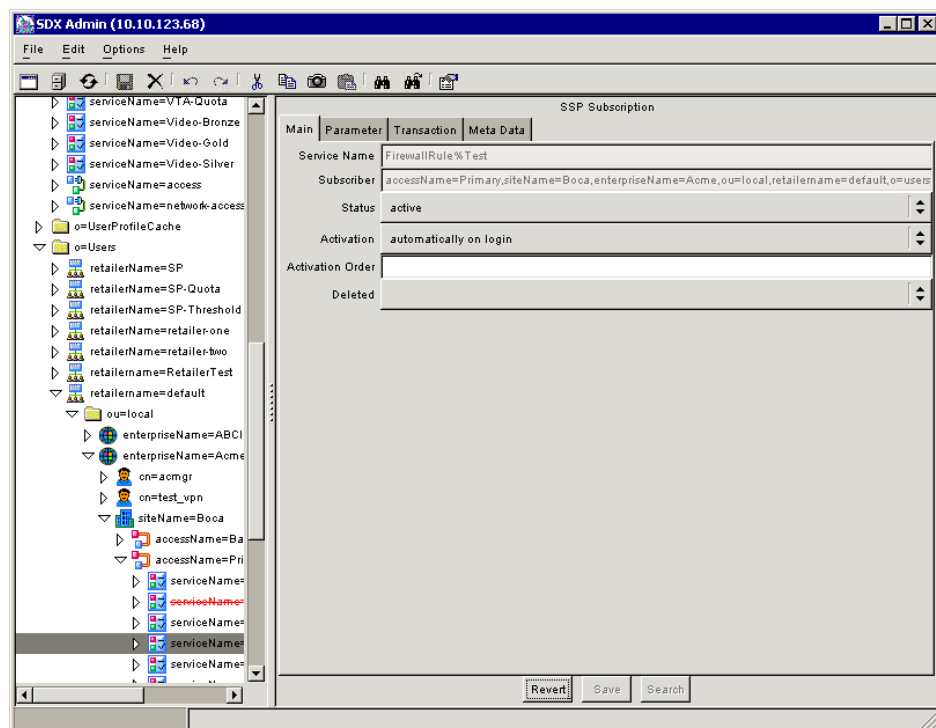 SDX Admin (10.10.123.68)
File Edit Options Help
serviceName=VTA-Quota
serviceName=Video-Bronze
serviceName=Video-Gold
serviceName=Video-Silver
serviceName=access
serviceName=network-access
o=UserProfileCache
o=Users
retailerName=SP
retailerName=SP-Quota
retailerName=SP-Threshold
retailerName=retailer-one
retailerName=retailer-two
retailername=RetailerTest
retailername=default
ou=local
enterpriseName=ABCI
enterpriseName=Acme
cn=acmgr
cn=test_vpn
siteName=Boca
accessName=Ba
accessName=Pri
serviceName=
serviceName=
serviceName=
serviceName=
serviceName=
SSP Subscription
Main Parameter Transaction Meta Data
Service Name FirewallRule%Test
Subscriber accessName=Primary,siteName=Boca,enterpriseName=Acme,ou=local,retailername=default,o=users
Status active
Activation automatically on login
Activation Order
Deleted
Revert Save Search